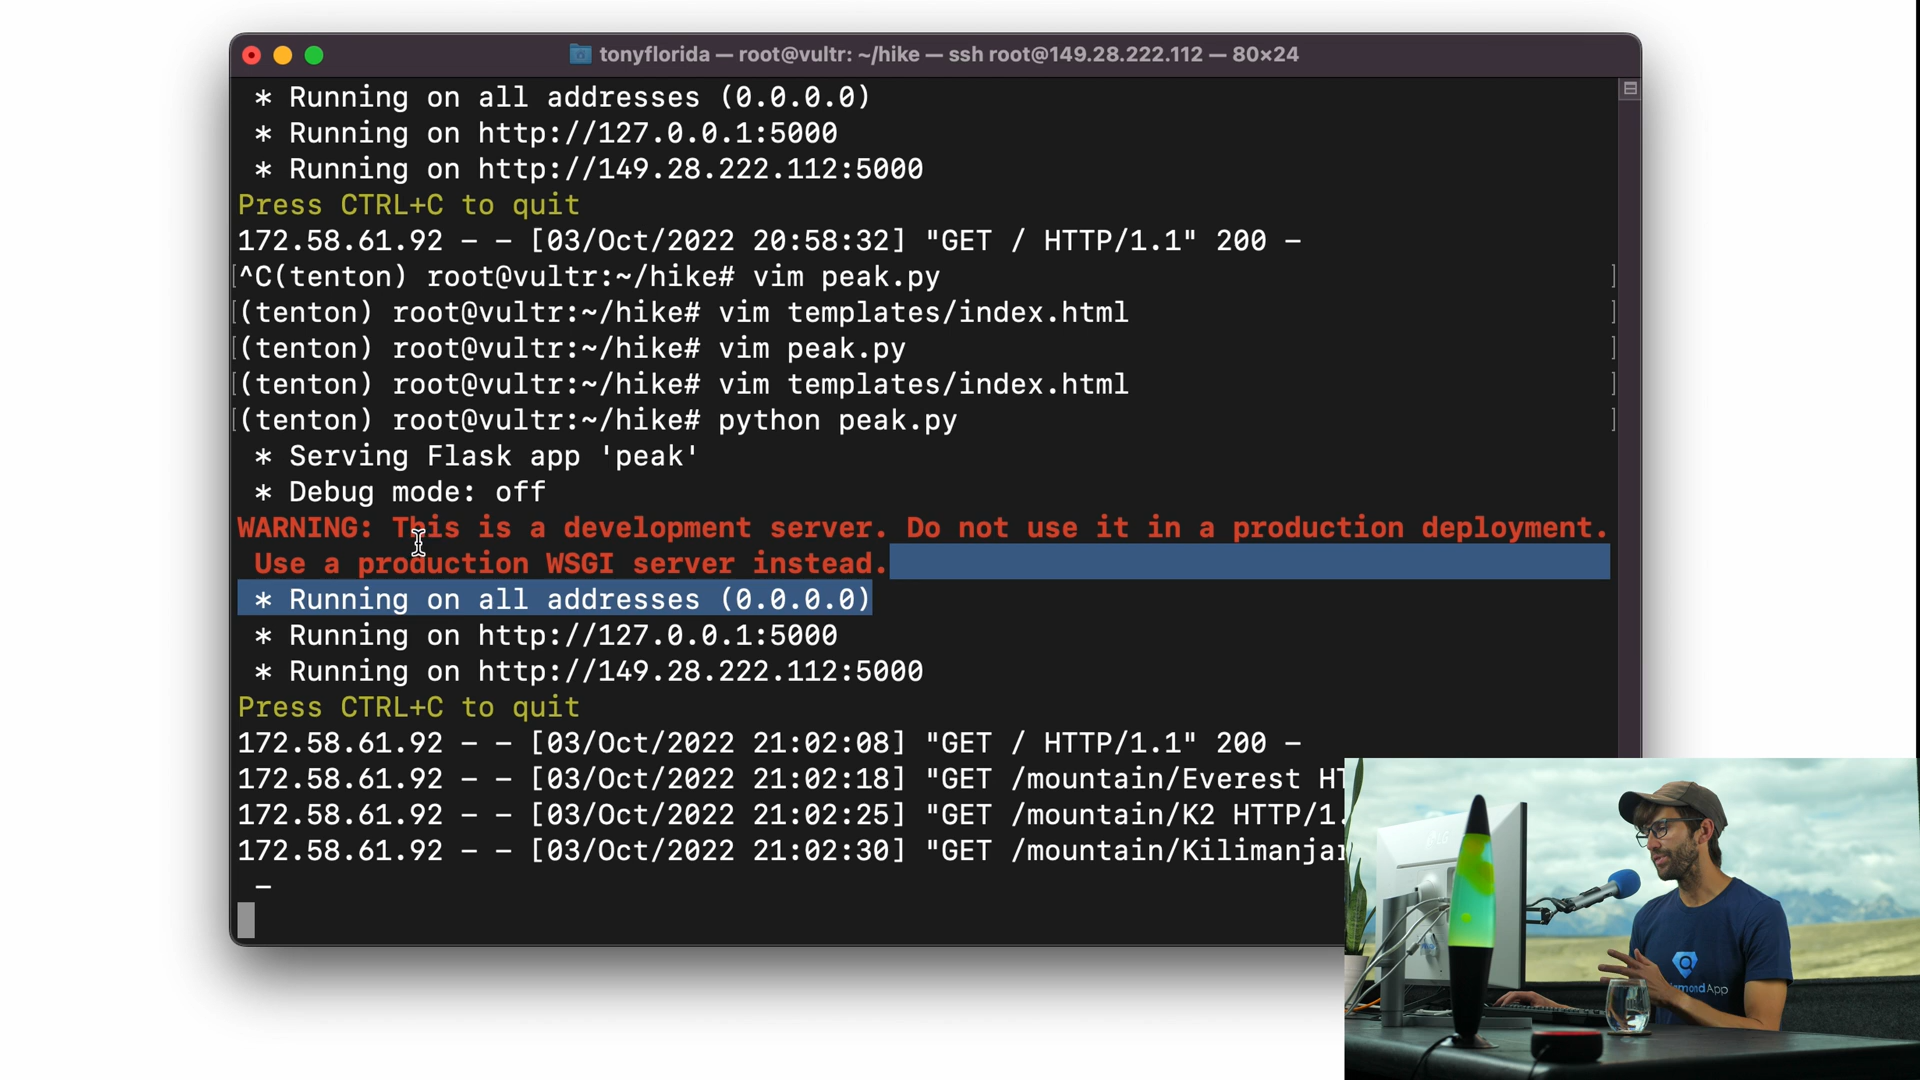 tonyflorida — root@vultr: ~/hike — ssh root@149.28.222.112 — 80×24
* Running on all addresses (0.0.0.0)
* Running on http://127.0.0.1:5000
* Running on http://149.28.222.112:5000
Press CTRL+C to quit
172.58.61.92 - - [03/Oct/2022 20:58:32] "GET / HTTP/1.1" 200 -
[^C(tenton) root@vultr:~/hike# vim peak.py ]
[(tenton) root@vultr:~/hike# vim templates/index.html ]
[(tenton) root@vultr:~/hike# vim peak.py ]
[(tenton) root@vultr:~/hike# vim templates/index.html ]
[(tenton) root@vultr:~/hike# python peak.py ]
* Serving Flask app 'peak'
* Debug mode: off
WARNING: This is a development server. Do not use it in a production deployment.
Use a production WSGI server instead.
* Running on all addresses (0.0.0.0)
* Running on http://127.0.0.1:5000
* Running on http://149.28.222.112:5000
Press CTRL+C to quit
172.58.61.92 - - [03/Oct/2022 21:02:08] "GET / HTTP/1.1" 200 -
172.58.61.92 - - [03/Oct/2022 21:02:18] "GET /mountain/Everest HT
172.58.61.92 - - [03/Oct/2022 21:02:25] "GET /mountain/K2 HTTP/1.
172.58.61.92 - - [03/Oct/2022 21:02:30] "GET /mountain/Kilimanjar
-